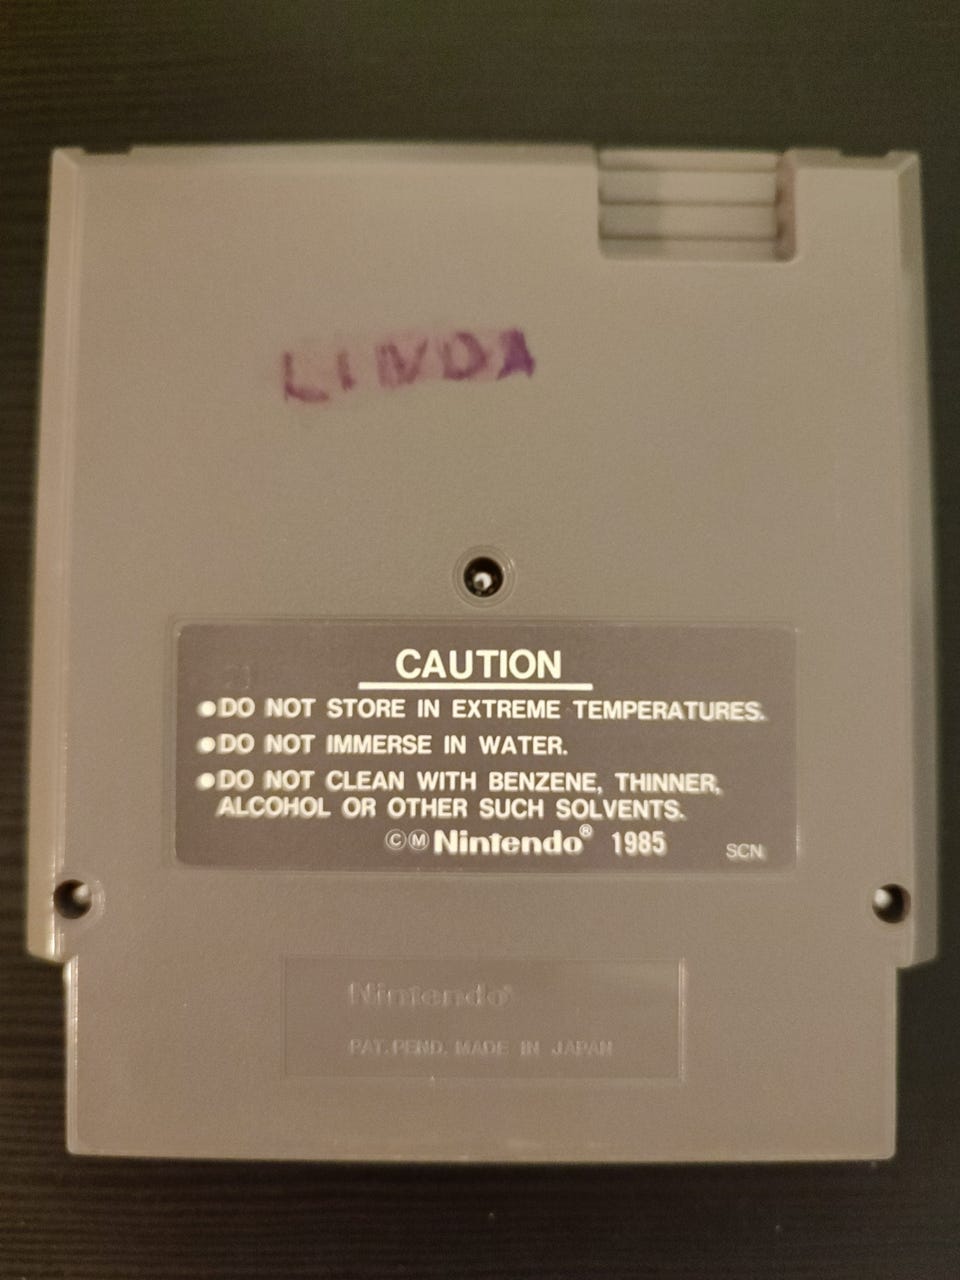 LINDA
CAUTION
●DO NOT STORE IN EXTREME TEMPERATURES.
●DO NOT IMMERSE IN WATER.
●DO NOT CLEAN WITH BENZENE, THINNER,
ALCOHOL OR OTHER SUCH SOLVENTS.
ⒸⓂNintendo® 1985 SCN
Nintendo®
PAT. PEND. MADE IN JAPAN